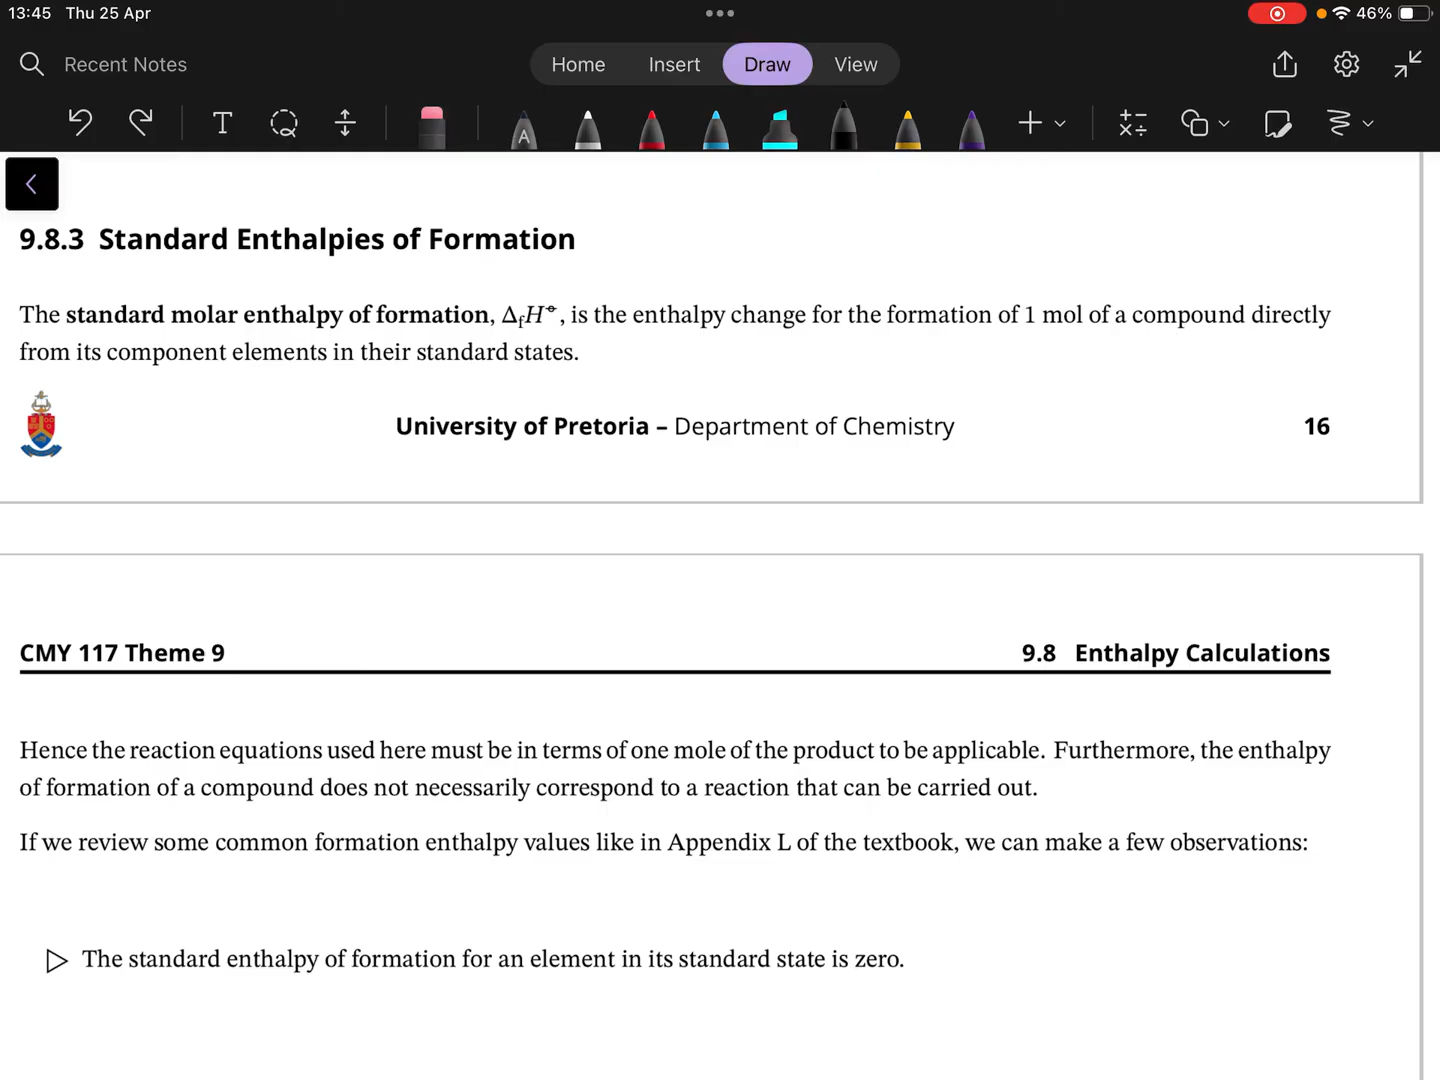 13:45 Thu 25 Apr
46%
Recent Notes
Home Insert Draw View
T
A
9.8.3 Standard Enthalpies of Formation
The standard molar enthalpy of formation, ΔfH⦵, is the enthalpy change for the formation of 1 mol of a compound directly
from its component elements in their standard states.
University of Pretoria – Department of Chemistry 16
CMY 117 Theme 9 9.8 Enthalpy Calculations
Hence the reaction equations used here must be in terms of one mole of the product to be applicable. Furthermore, the enthalpy
of formation of a compound does not necessarily correspond to a reaction that can be carried out.
If we review some common formation enthalpy values like in Appendix L of the textbook, we can make a few observations:
▷ The standard enthalpy of formation for an element in its standard state is zero.